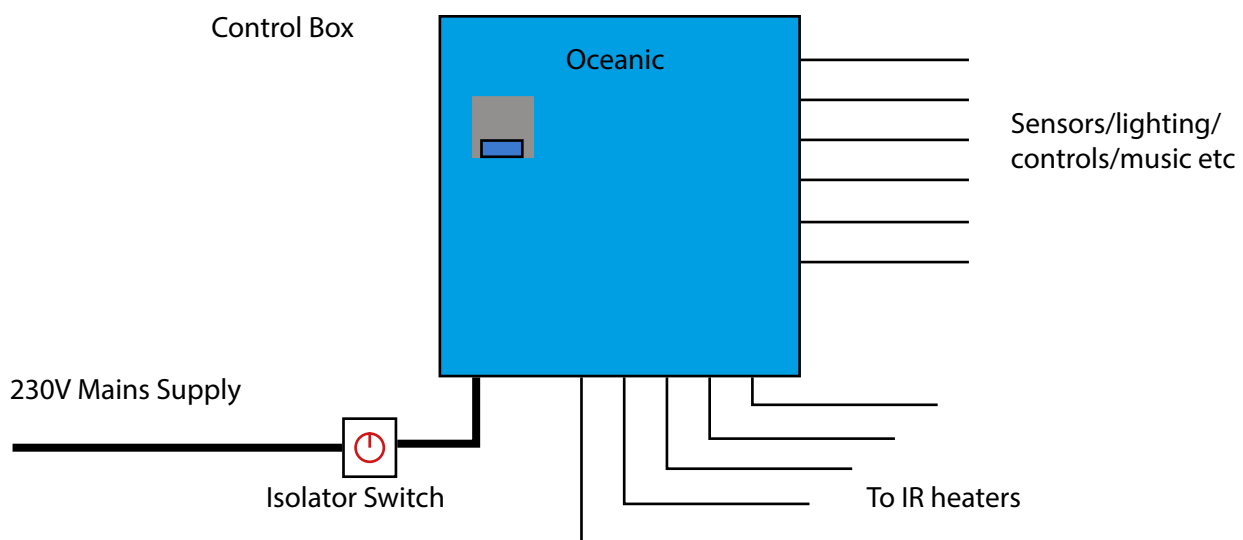 Control Box
Oceanic
Sensors/lighting/
controls/music etc
230V Mains Supply
Isolator Switch
To IR heaters